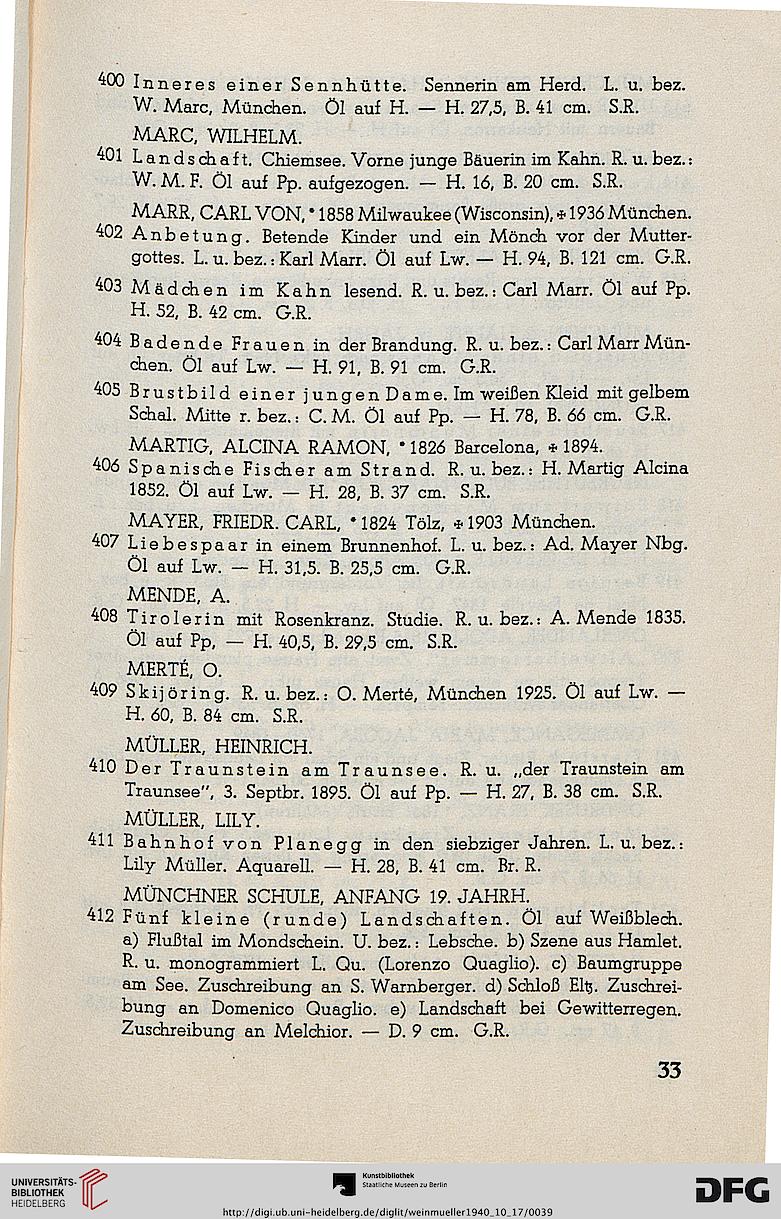 400 Inneres einer Sennhütte. Sennerin am Herd. L. u. bez.
W. Marc, München. Öl auf H. — H. 27,5, B. 41 cm. S.R.
MARC, WILHELM.
401 Landschaft. Chiemsee. Vorne junge Bäuerin im Kahn. R. u. bez.:
W. M. F. Öl auf Pp. aufgezogen. — H. 16, B. 20 cm. S.R.
MARR, CARL VON, * 1858 Milwaukee (Wisconsin), ✠ 1936 München.
402 Anbetung. Betende Kinder und ein Mönch vor der Mutter-
gottes. L. u. bez.: Karl Marr. Öl auf Lw. — H. 94, B. 121 cm. G.R.
403 Mädchen im Kahn lesend. R. u. bez.: Carl Marr. Öl auf Pp.
H. 52, B. 42 cm. G.R.
404 Badende Frauen in der Brandung. R. u. bez.: Carl Marr Mün-
chen. Öl auf Lw. — H. 91, B. 91 cm. G.R.
405 Brustbild einer jungen Dame. Im weißen Kleid mit gelbem
Schal. Mitte r. bez.: C. M. Öl auf Pp. — H. 78, B. 66 cm. G.R.
MARTIG, ALCINA RAMON, * 1826 Barcelona, ✠ 1894.
406 Spanische Fischer am Strand. R. u. bez.: H. Martig Alcina
1852. Öl auf Lw. — H. 28, B. 37 cm. S.R.
MAYER, FRIEDR. CARL, * 1824 Tölz, ✠ 1903 München.
407 Liebespaar in einem Brunnenhof. L. u. bez.: Ad. Mayer Nbg.
Öl auf Lw. — H. 31,5. B. 25,5 cm. G.R.
MENDE, A.
408 Tirolerin mit Rosenkranz. Studie. R. u. bez.: A. Mende 1835.
Öl auf Pp, — H. 40,5, B. 29,5 cm. S.R.
MERTÉ, O.
409 Skijöring. R. u. bez.: O. Merté, München 1925. Öl auf Lw. —
H. 60, B. 84 cm. S.R.
MÜLLER, HEINRICH.
410 Der Traunstein am Traunsee. R. u. „der Traunstein am
Traunsee", 3. Septbr. 1895. Öl auf Pp. — H. 27, B. 38 cm. S.R.
MÜLLER, LILY.
411 Bahnhof von Planegg in den siebziger Jahren. L. u. bez.:
Lily Müller. Aquarell. — H. 28, B. 41 cm. Br. R.
MÜNCHNER SCHULE, ANFANG 19. JAHRH.
412 Fünf kleine (runde) Landschaften. Öl auf Weißblech.
a) Flußtal im Mondschein. U. bez.: Lebsche. b) Szene aus Hamlet.
R. u. monogrammiert L. Qu. (Lorenzo Quaglio). c) Baumgruppe
am See. Zuschreibung an S. Warnberger. d) Schloß Eltz. Zuschrei-
bung an Domenico Quaglio. e) Landschaft bei Gewitterregen.
Zuschreibung an Melchior. — D. 9 cm. G.R.
33
UNIVERSITÄTS-
BIBLIOTHEK
HEIDELBERG
Kunstbibliothek
Staatliche Museen zu Berlin
DFG
http://digi.ub.uni-heidelberg.de/diglit/weinmueller1940_10_17/0039